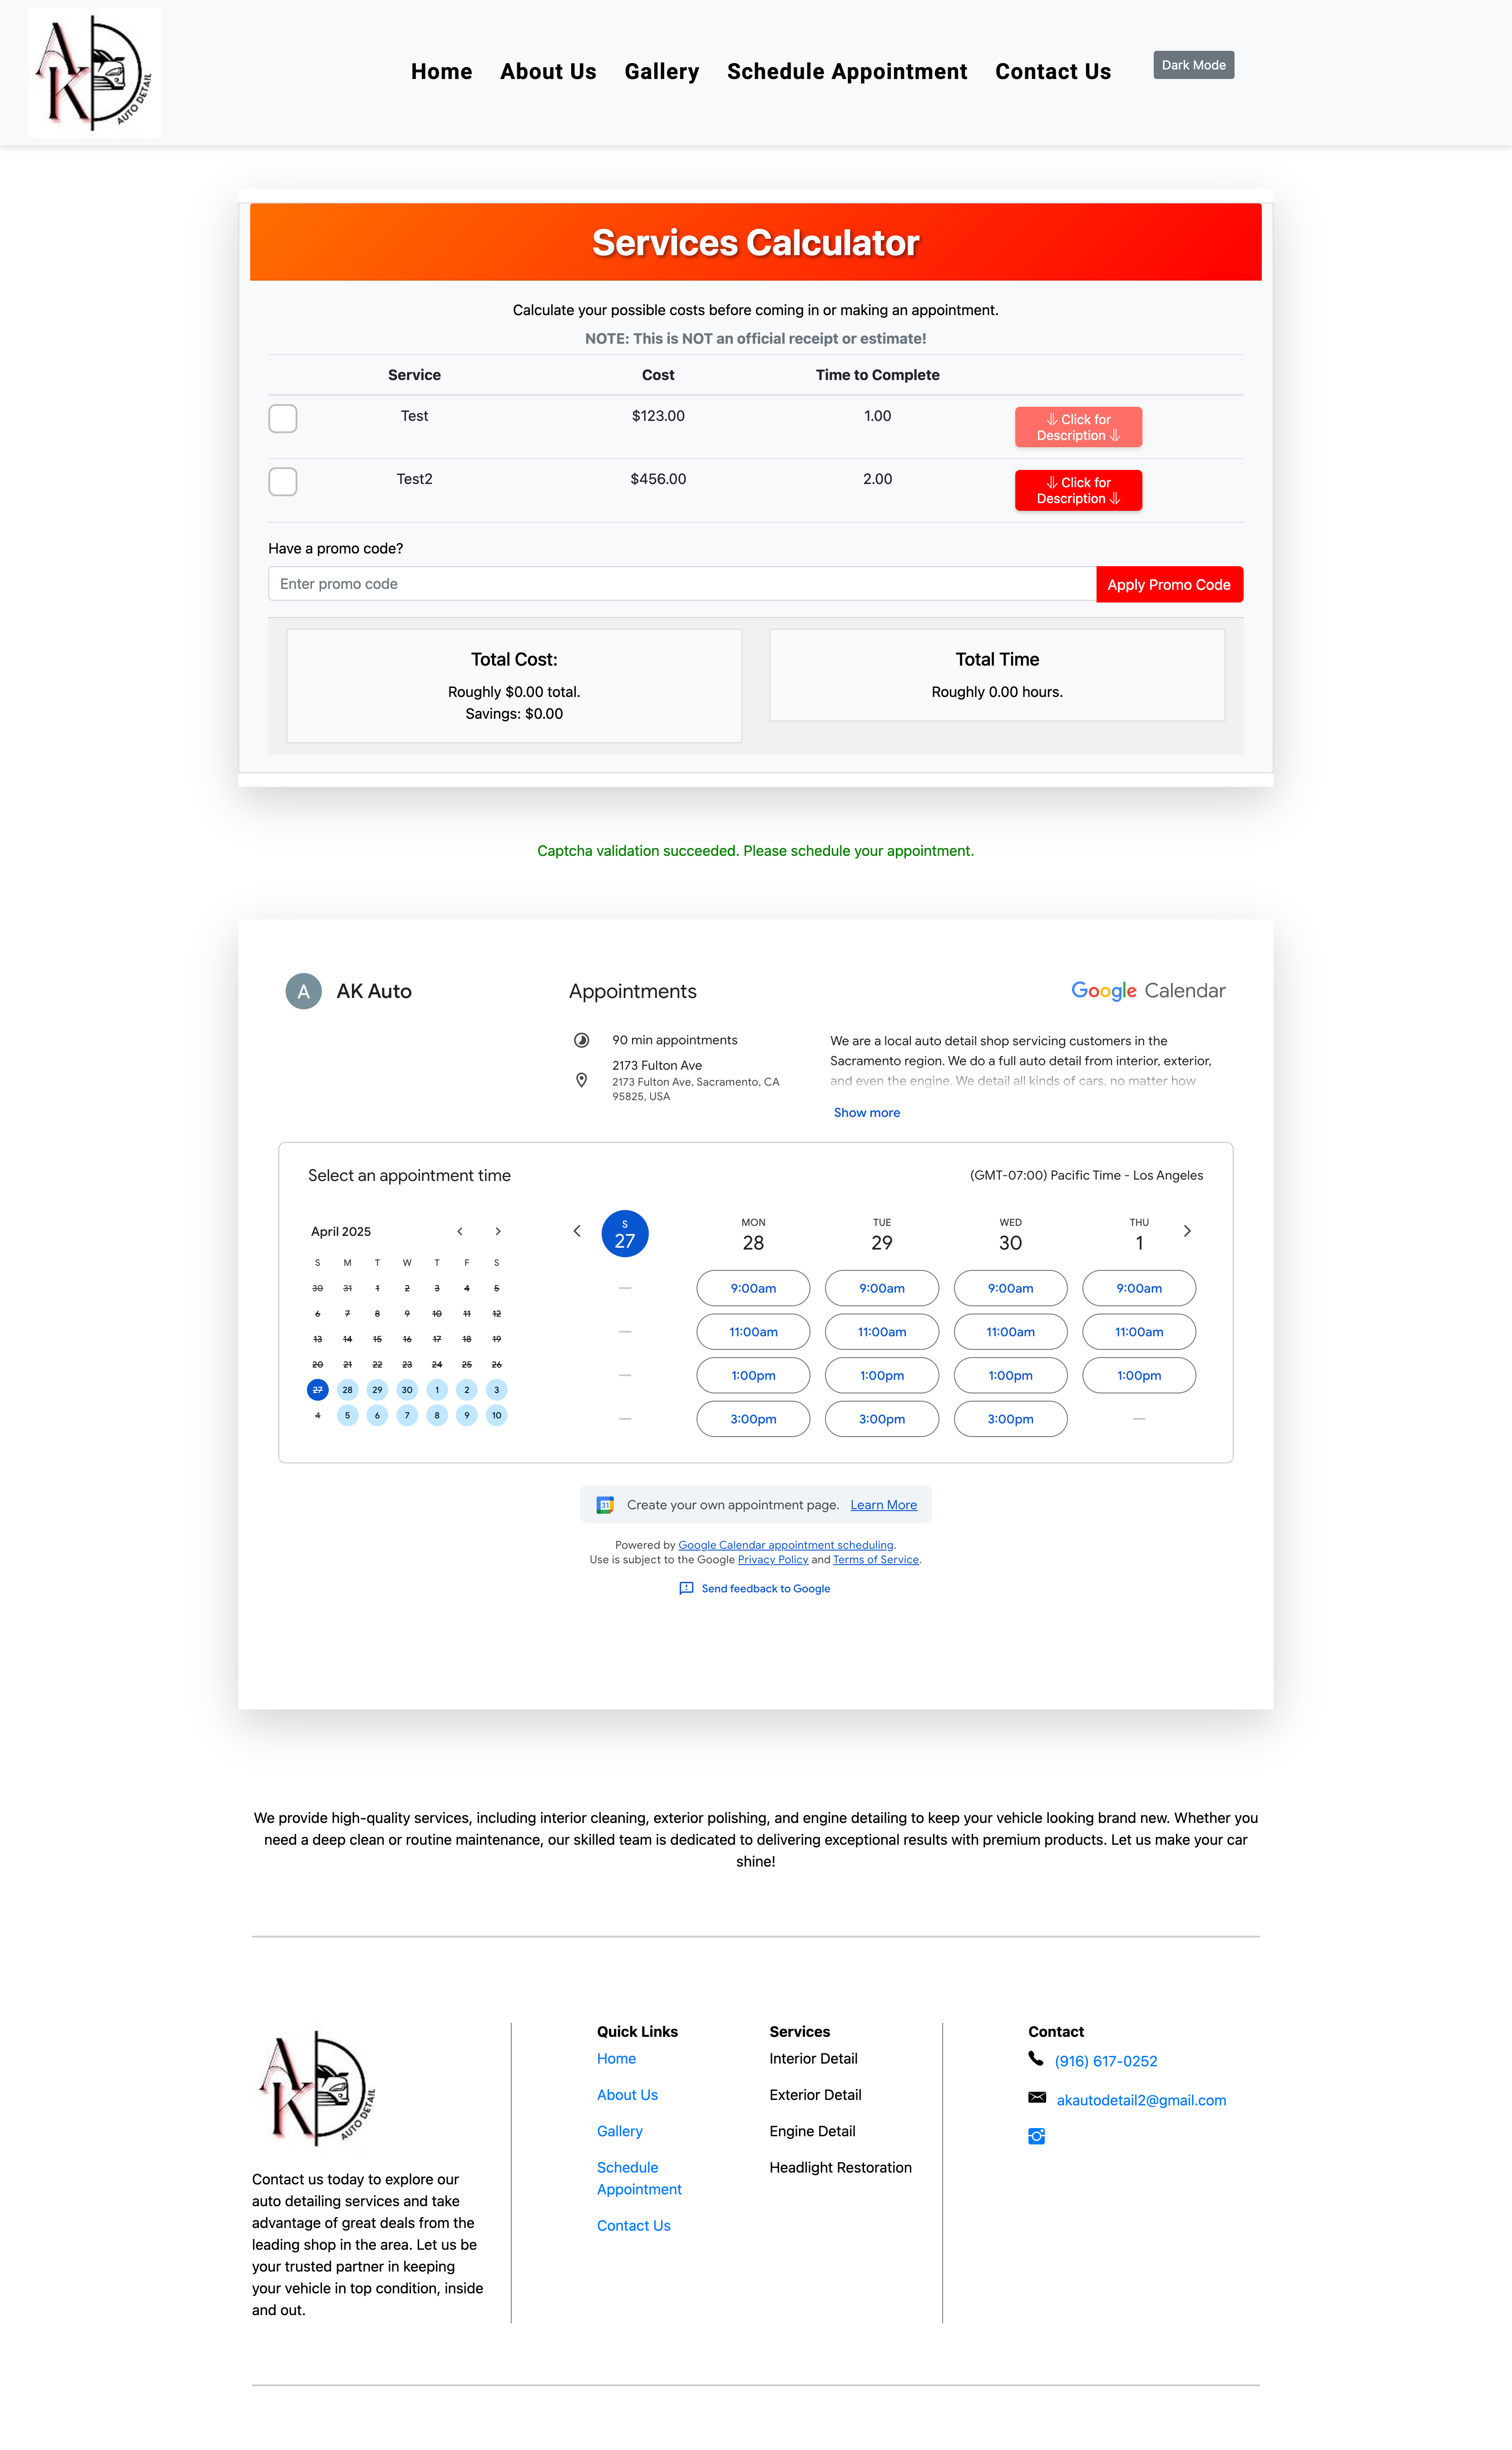 AK AUTO DETAIL
Home About Us Gallery Schedule Appointment Contact Us Dark Mode
Services Calculator
Calculate your possible costs before coming in or making an appointment.
NOTE: This is NOT an official receipt or estimate!
Service Cost Time to Complete
Test $123.00 1.00 ⥥ Click for
Description ⥥
Test2 $456.00 2.00 ⥥ Click for
Description ⥥
Have a promo code?
Enter promo code Apply Promo Code
Total Cost:
Roughly $0.00 total.
Savings: $0.00
Total Time
Roughly 0.00 hours.
Captcha validation succeeded. Please schedule your appointment.
A AK Auto
Appointments
Google Calendar
90 min appointments
2173 Fulton Ave
2173 Fulton Ave, Sacramento, CA
95825, USA
We are a local auto detail shop servicing customers in the
Sacramento region. We do a full auto detail from interior, exterior,
and even the engine. We detail all kinds of cars, no matter how
Show more
Select an appointment time
(GMT-07:00) Pacific Time - Los Angeles
April 2025
S M T W T F S
30 31 1 2 3 4 5
6 7 8 9 10 11 12
13 14 15 16 17 18 19
20 21 22 23 24 25 26
27 28 29 30 1 2 3
4 5 6 7 8 9 10
S MON TUE WED THU
27 28 29 30 1
— 9:00am 9:00am 9:00am 9:00am
— 11:00am 11:00am 11:00am 11:00am
— 1:00pm 1:00pm 1:00pm 1:00pm
— 3:00pm 3:00pm 3:00pm —
31 Create your own appointment page. Learn More
Powered by Google Calendar appointment scheduling.
Use is subject to the Google Privacy Policy and Terms of Service.
Send feedback to Google
We provide high-quality services, including interior cleaning, exterior polishing, and engine detailing to keep your vehicle looking brand new. Whether you
need a deep clean or routine maintenance, our skilled team is dedicated to delivering exceptional results with premium products. Let us make your car
shine!
AK AUTO DETAIL
Contact us today to explore our
auto detailing services and take
advantage of great deals from the
leading shop in the area. Let us be
your trusted partner in keeping
your vehicle in top condition, inside
and out.
Quick Links
Home
About Us
Gallery
Schedule
Appointment
Contact Us
Services
Interior Detail
Exterior Detail
Engine Detail
Headlight Restoration
Contact
(916) 617-0252
akautodetail2@gmail.com